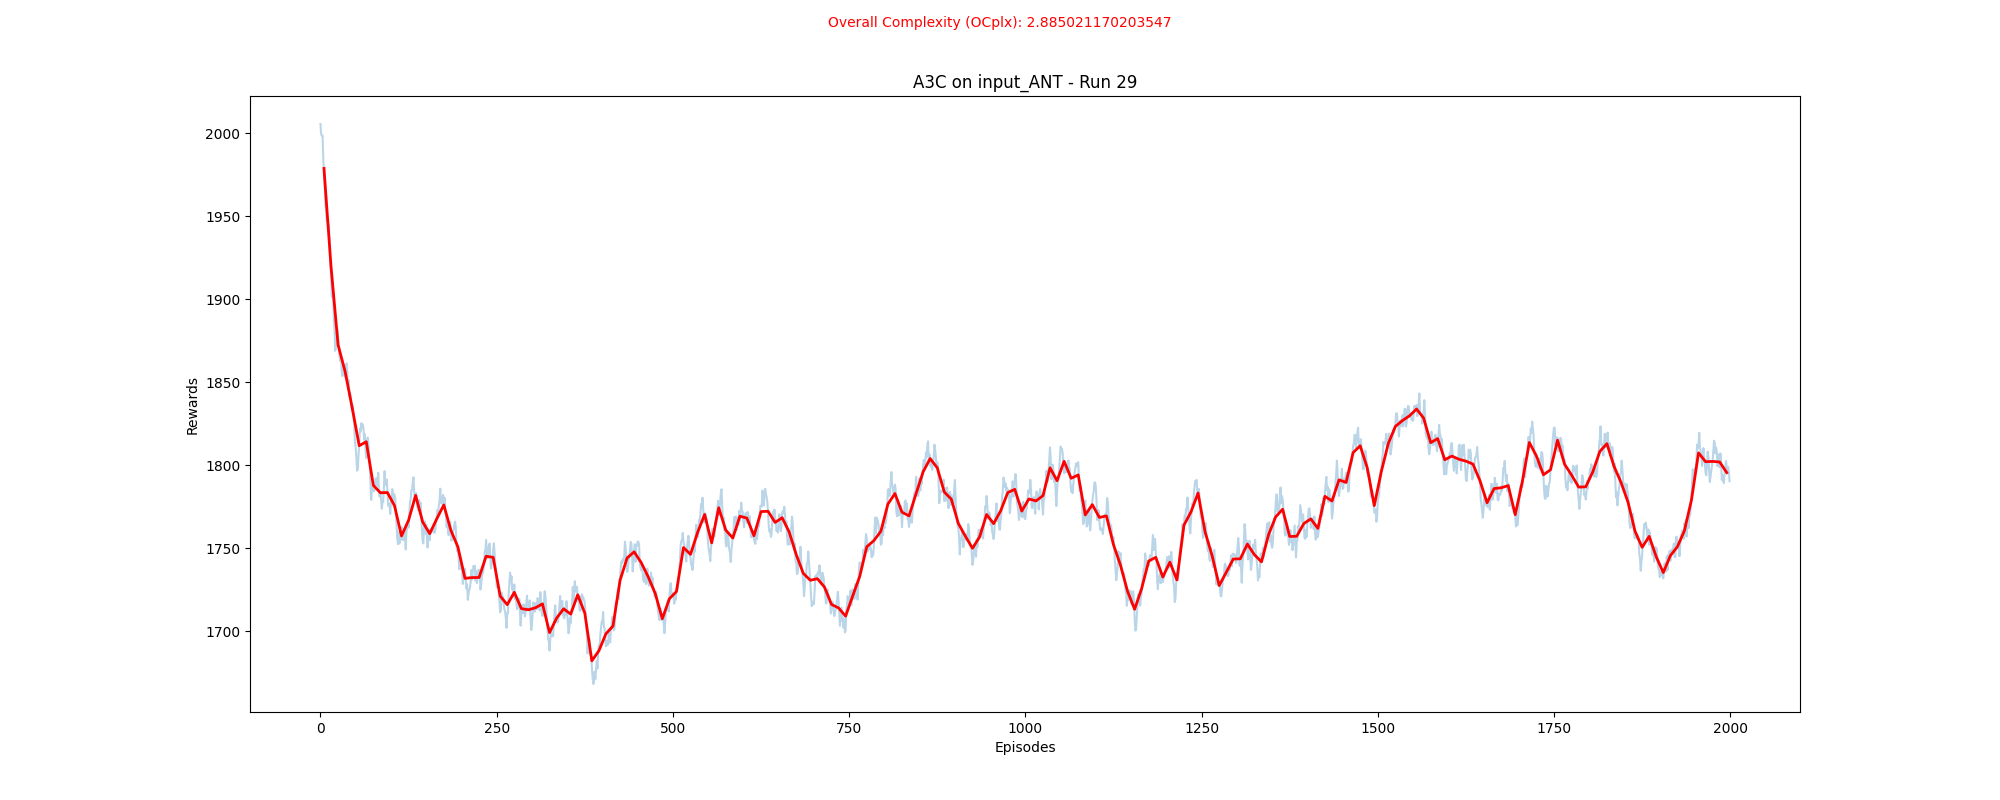 Overall Complexity (OCplx): 2.885021170203547
A3C on input_ANT - Run 29
Rewards
2000
1950
1900
1850
1800
1750
1700
0 250 500 750 1000 1250 1500 1750 2000
Episodes